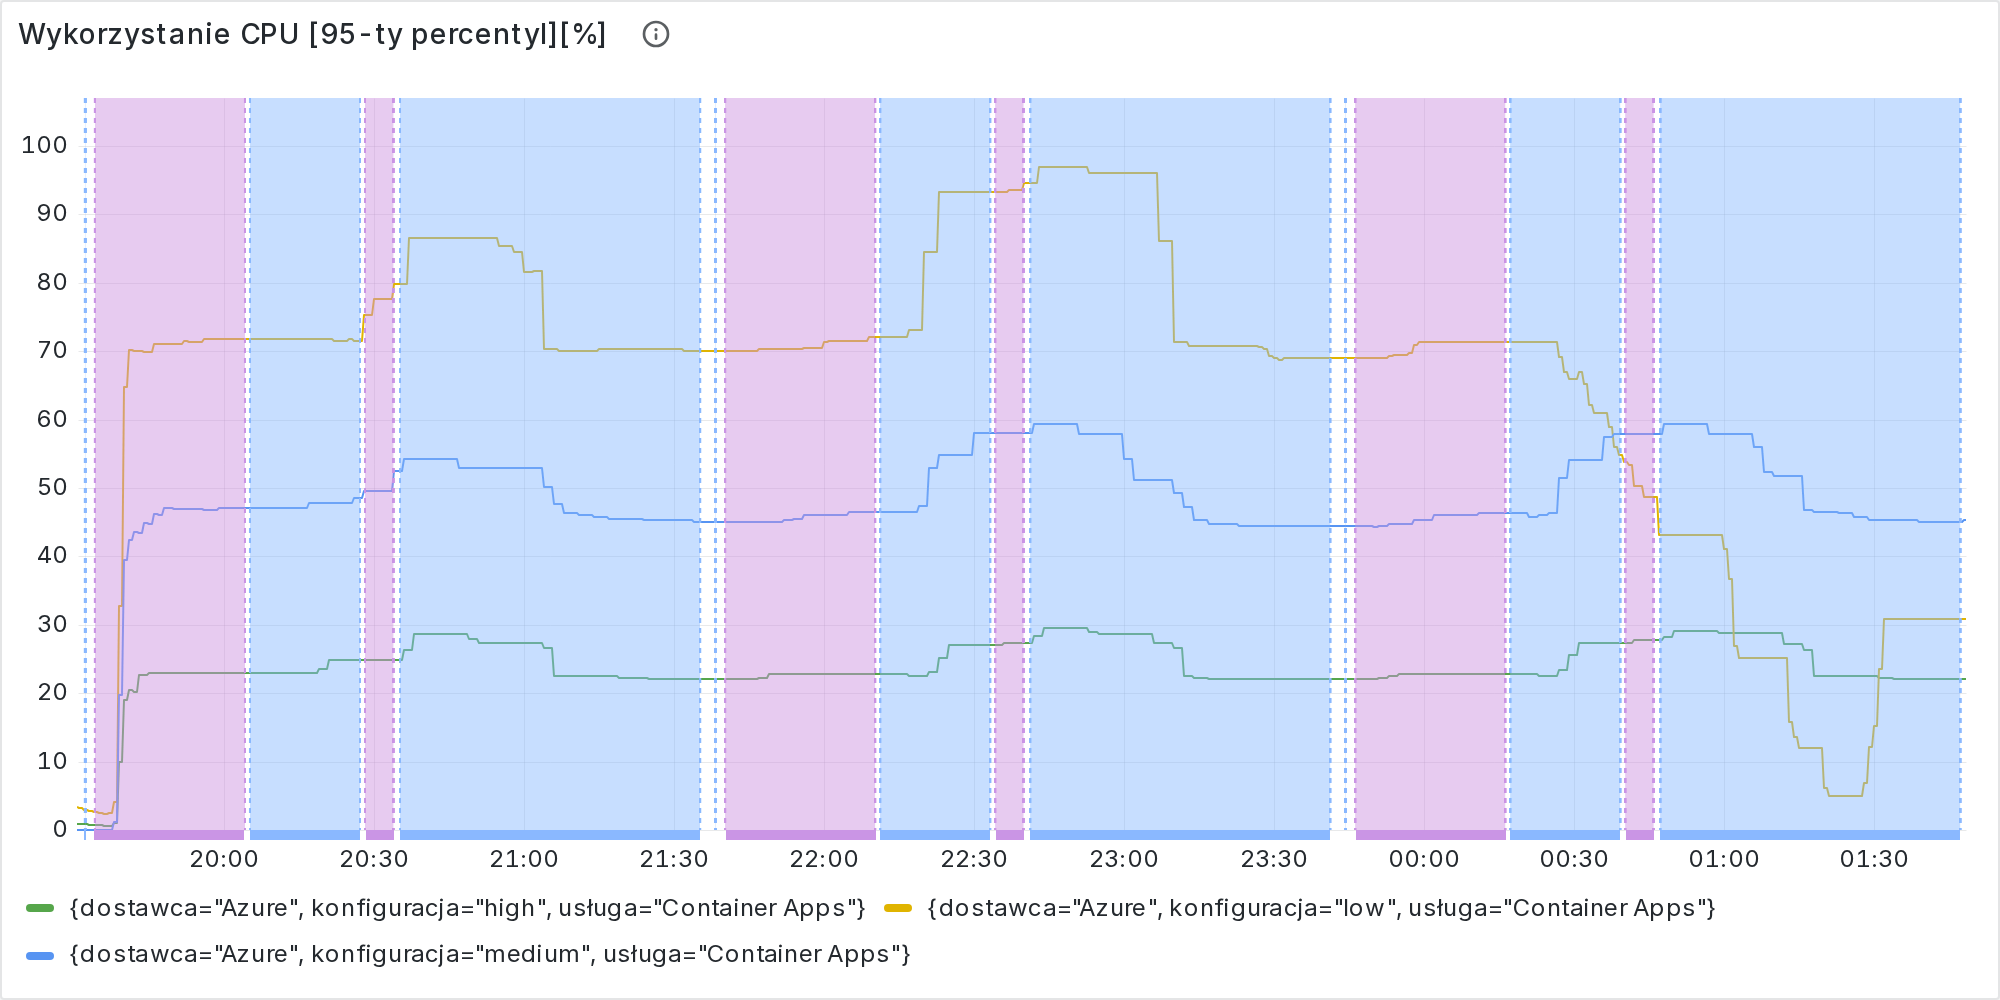 Wykorzystanie CPU [95-ty percentyl][%]
100
90
80
70
60
50
40
30
20
10
0
20:00 20:30 21:00 21:30 22:00 22:30 23:00 23:30 00:00 00:30 01:00 01:30
{dostawca="Azure", konfiguracja="high", usługa="Container Apps"} {dostawca="Azure", konfiguracja="low", usługa="Container Apps"}
{dostawca="Azure", konfiguracja="medium", usługa="Container Apps"}